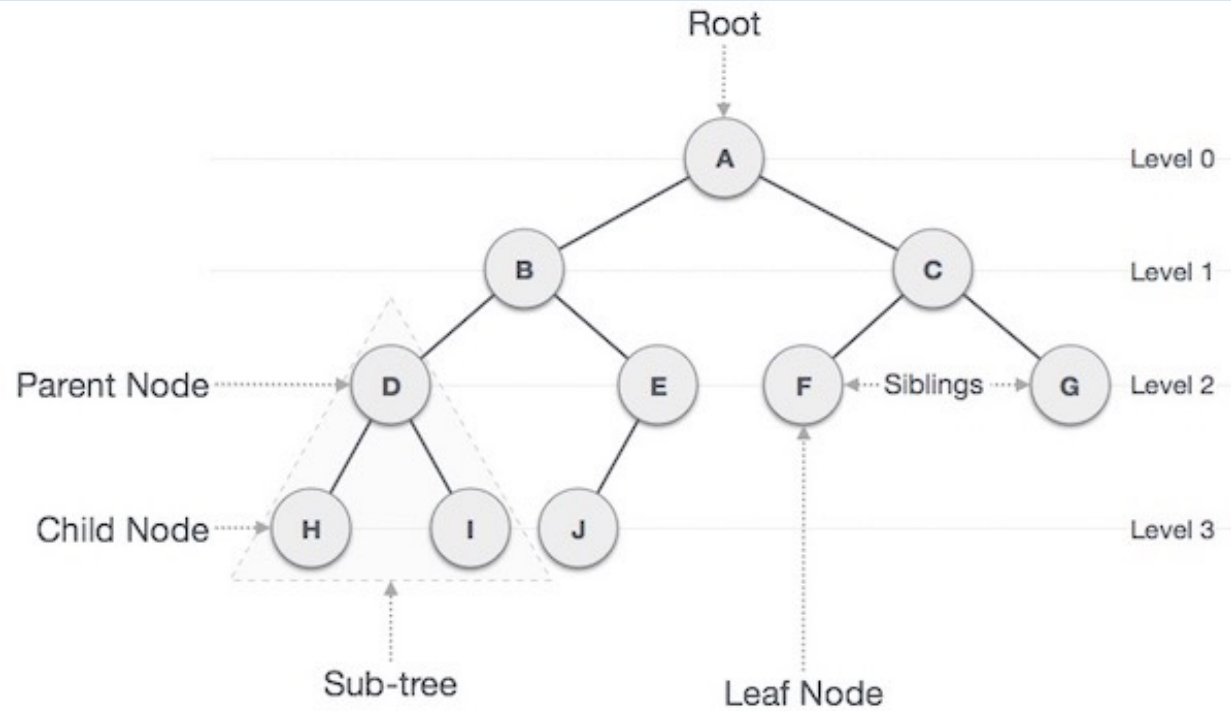 Root
A
Level 0
B
C
Level 1
Parent Node
D
E
F
Siblings
G
Level 2
Child Node
H
I
J
Level 3
Sub-tree
Leaf Node